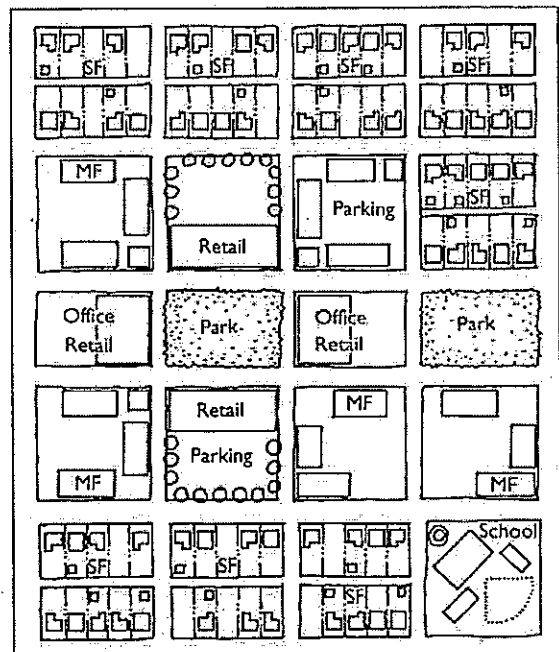 SF
SF
SF
SF
MF
Retail
Parking
SF
Office
Retail
Park
Office
Retail
Park
MF
Retail
Parking
MF
MF
SF
SF
SF
School